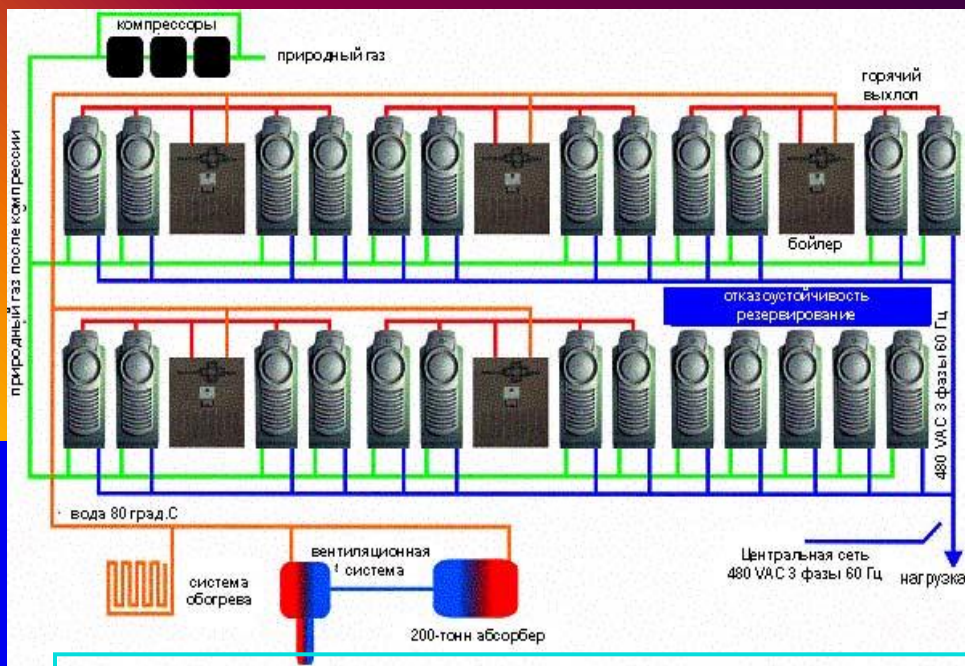 компрессоры
природный газ
горячий
выхлоп
природный газ после компрессии
бойлер
отказоустойчивость
резервирование
480 VAC 3 фазы 60 Гц
вода 80 град.С
система
обогрева
вентиляционная
система
200-тонн абсорбер
Центральная сеть
480 VAC 3 фазы 60 Гц
нагрузка